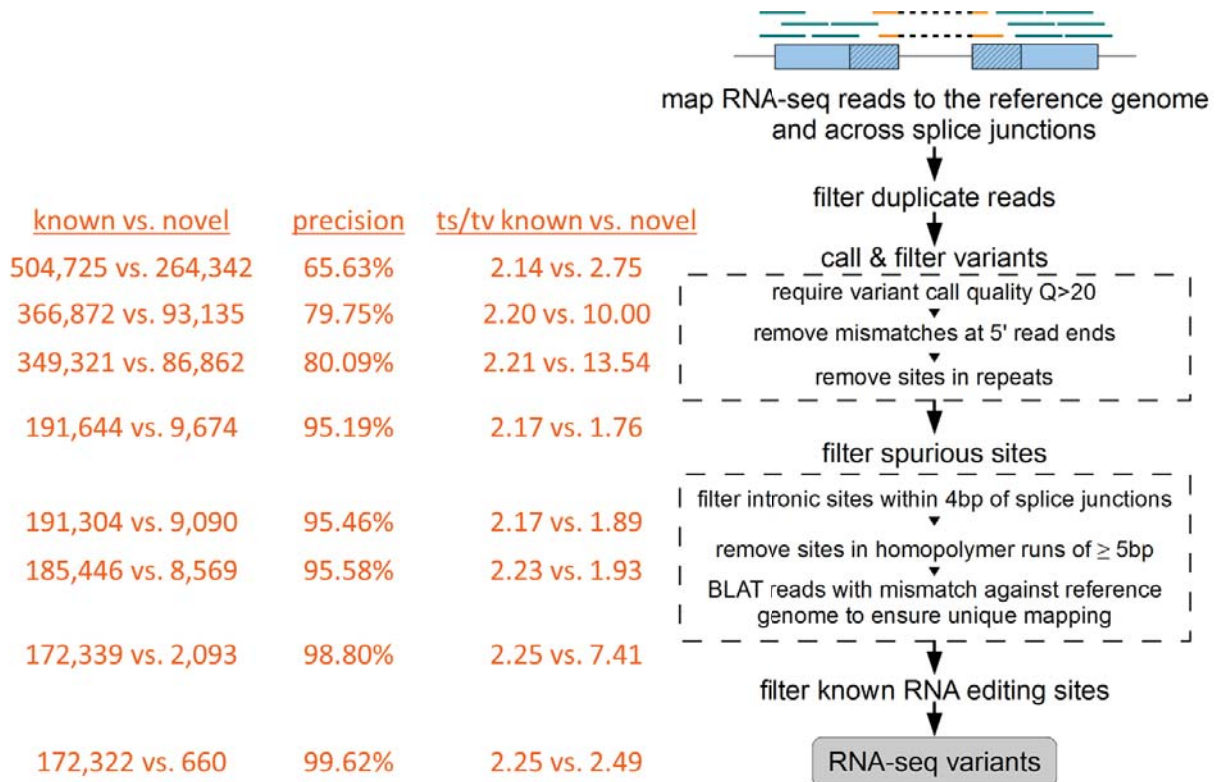 map RNA-seq reads to the reference genome
and across splice junctions
filter duplicate reads
known vs. novel precision ts/tv known vs. novel
504,725 vs. 264,342 65.63% 2.14 vs. 2.75 call & filter variants
366,872 vs. 93,135 79.75% 2.20 vs. 10.00 require variant call quality Q>20
349,321 vs. 86,862 80.09% 2.21 vs. 13.54 remove mismatches at 5' read ends
remove sites in repeats
191,644 vs. 9,674 95.19% 2.17 vs. 1.76
filter spurious sites
191,304 vs. 9,090 95.46% 2.17 vs. 1.89 filter intronic sites within 4bp of splice junctions
185,446 vs. 8,569 95.58% 2.23 vs. 1.93 remove sites in homopolymer runs of ≥ 5bp
BLAT reads with mismatch against reference
genome to ensure unique mapping
172,339 vs. 2,093 98.80% 2.25 vs. 7.41
filter known RNA editing sites
172,322 vs. 660 99.62% 2.25 vs. 2.49 RNA-seq variants